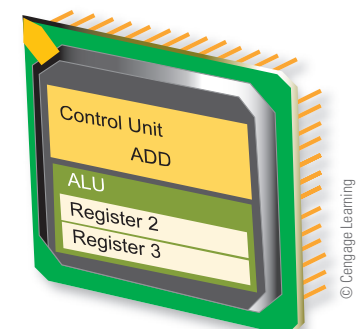 Control Unit
ADD
ALU
Register 2
Register 3
© Cengage Learning